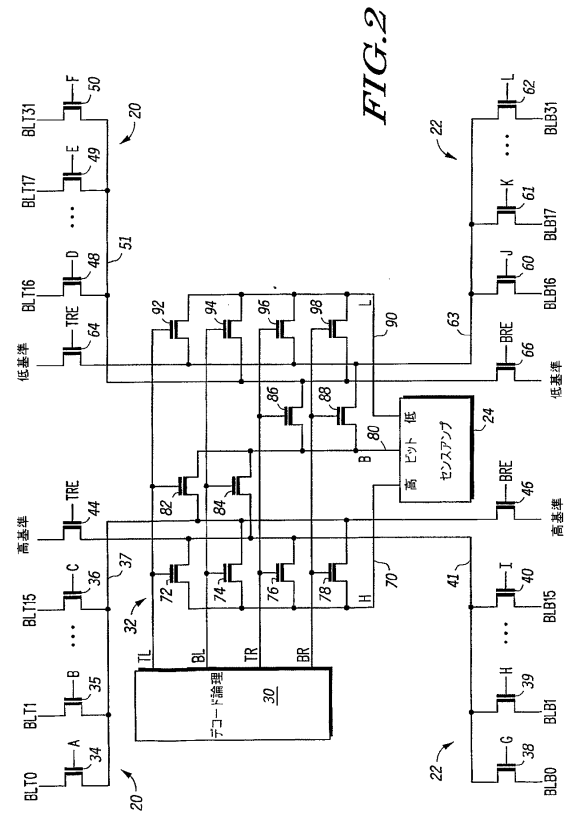 FIG.2
BLT0
BLT1
BLT15
高基準
低基準
BLT16
BLT17
BLT31
A
B
C
TRE
TRE
D
E
F
34
35
36
44
64
48
49
50
20
37
51
20
32
TL
BL
TR
BR
デコード論理
30
72
74
76
78
82
84
86
88
92
94
96
98
H
B
L
70
80
90
高
ビット
低
センスアンプ
24
22
41
63
22
G
H
I
BRE
BRE
J
K
L
38
39
40
46
66
60
61
62
BLB0
BLB1
BLB15
高基準
低基準
BLB16
BLB17
BLB31